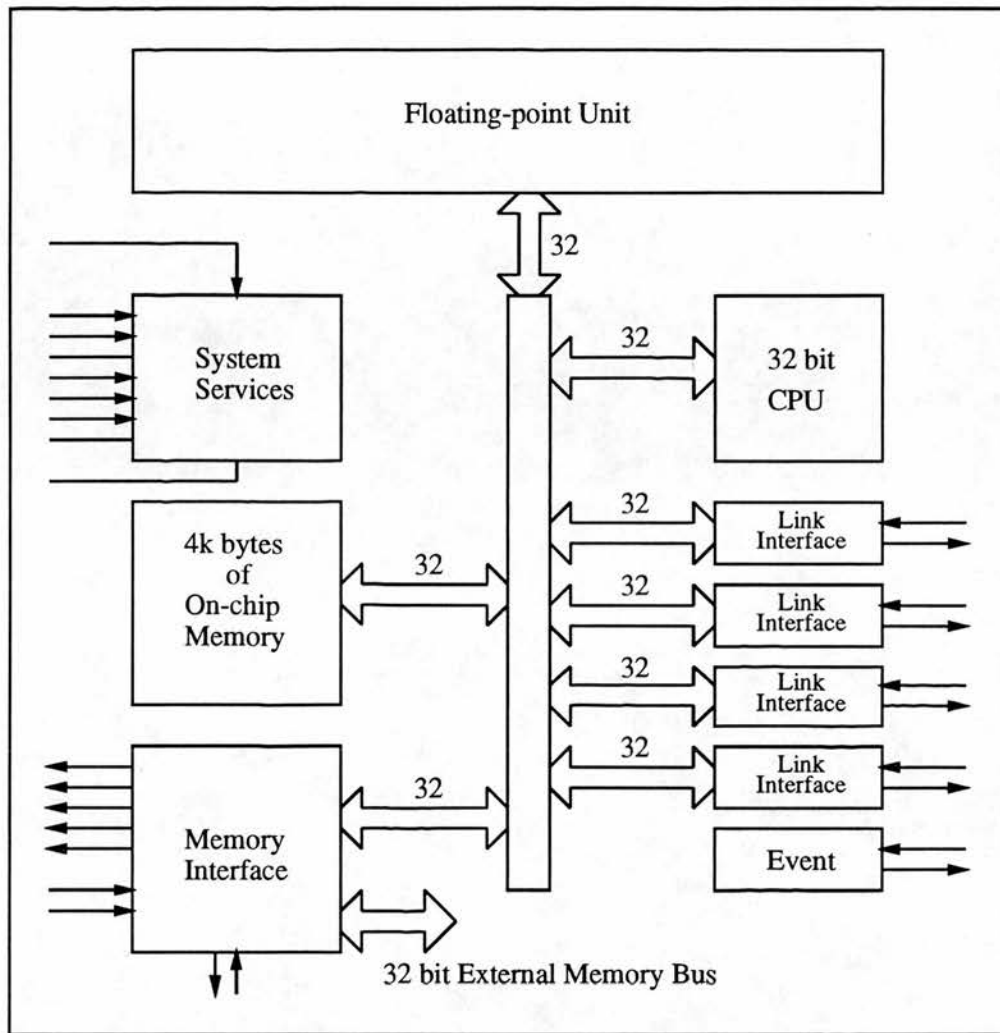 Floating-point Unit
32
System
Services
32
32 bit
CPU
4k bytes
of
On-chip
Memory
32
32
Link
Interface
32
Link
Interface
32
Link
Interface
32
Link
Interface
Memory
Interface
32
Event
32 bit External Memory Bus